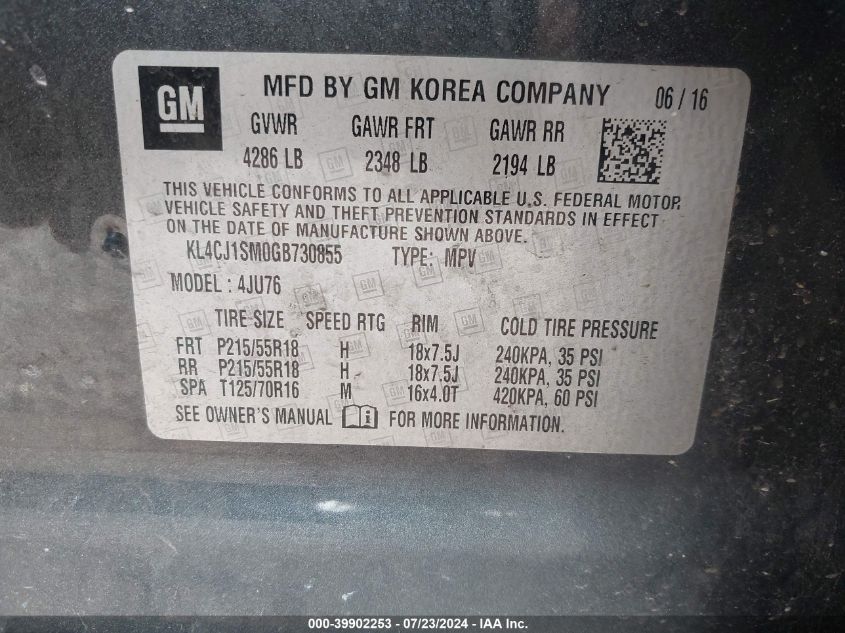 GM MFD BY GM KOREA COMPANY 06 / 16
GVWR GAWR FRT GAWR RR
4286 LB 2348 LB 2194 LB
THIS VEHICLE CONFORMS TO ALL APPLICABLE U.S. FEDERAL MOTOR
VEHICLE SAFETY AND THEFT PREVENTION STANDARDS IN EFFECT
ON THE DATE OF MANUFACTURE SHOWN ABOVE.
KL4CJ1SM0GB730855 TYPE: MPV
MODEL : 4JU76
TIRE SIZE SPEED RTG RIM COLD TIRE PRESSURE
FRT P215/55R18 H 18x7.5J 240KPA, 35 PSI
RR P215/55R18 H 18x7.5J 240KPA, 35 PSI
SPA T125/70R16 M 16x4.0T 420KPA, 60 PSI
SEE OWNER'S MANUAL FOR MORE INFORMATION.
000-39902253 - 07/23/2024 - IAA Inc.